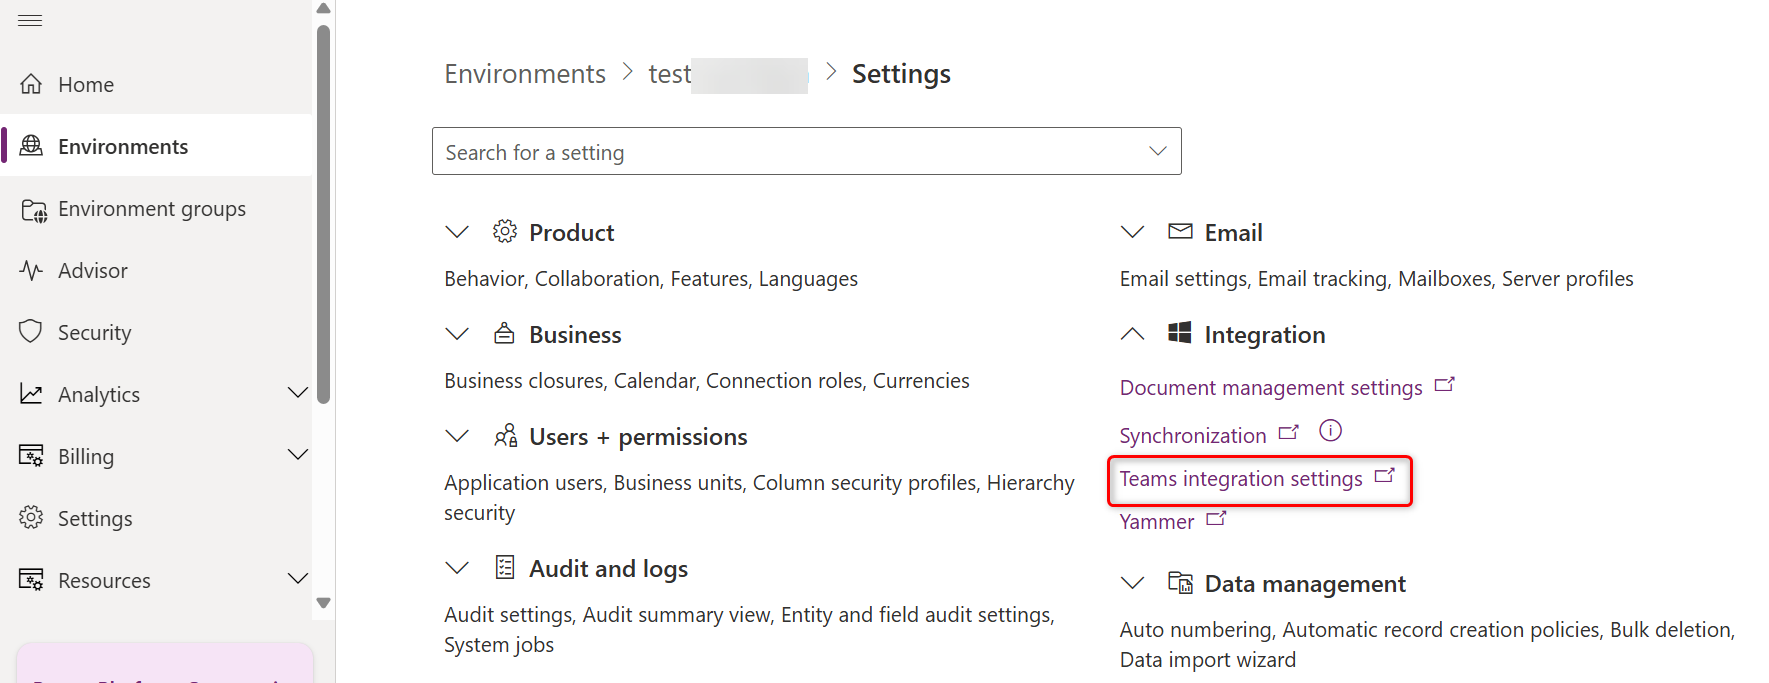 Home
Environments
Environment groups
Advisor
Security
Analytics
Billing
Settings
Resources
Environments > test > Settings
Search for a setting
Product
Behavior, Collaboration, Features, Languages
Business
Business closures, Calendar, Connection roles, Currencies
Users + permissions
Application users, Business units, Column security profiles, Hierarchy
security
Audit and logs
Audit settings, Audit summary view, Entity and field audit settings,
System jobs
Email
Email settings, Email tracking, Mailboxes, Server profiles
Integration
Document management settings
Synchronization
Teams integration settings
Yammer
Data management
Auto numbering, Automatic record creation policies, Bulk deletion,
Data import wizard